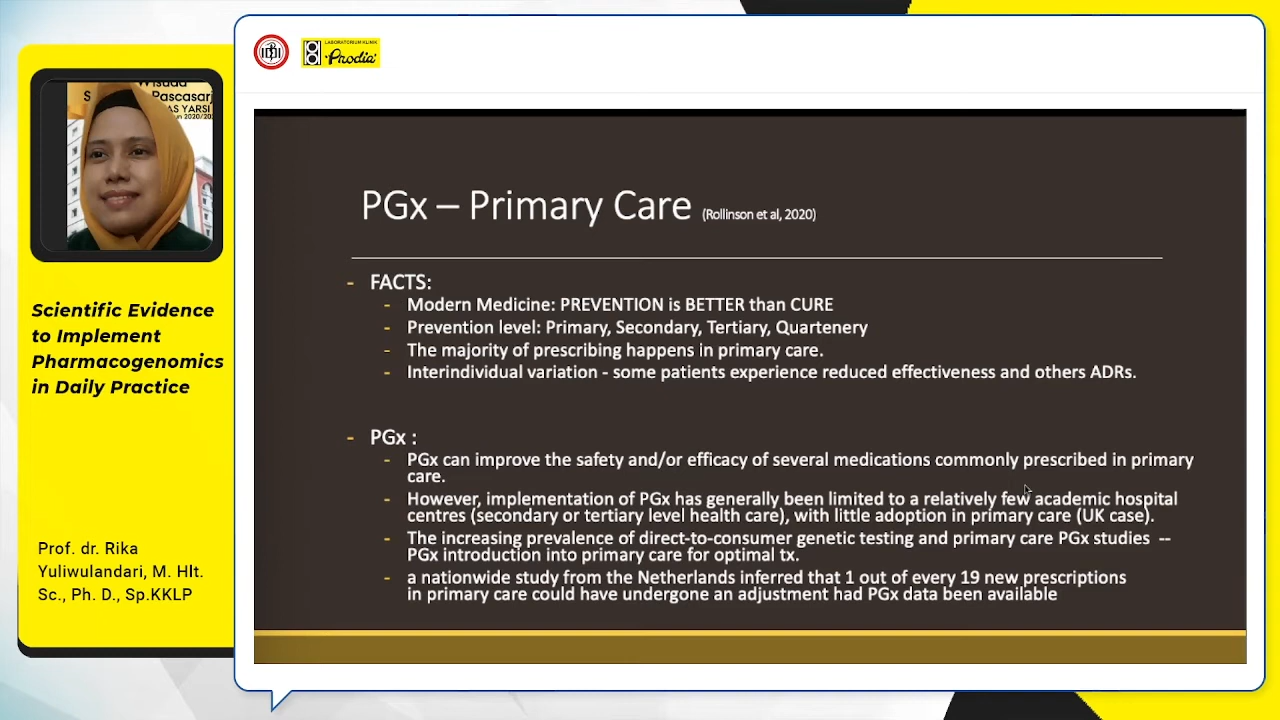 IDI
LABORATORIUM KLINIK
Prodia
Wisuda
Pascasarj
AS YARSI
Scientific Evidence
to Implement
Pharmacogenomics
in Daily Practice
Prof. dr. Rika
Yuliwulandari, M. Hlt.
Sc., Ph. D., Sp.KKLP
PGx – Primary Care (Rollinson et al, 2020)
- FACTS:
- Modern Medicine: PREVENTION is BETTER than CURE
- Prevention level: Primary, Secondary, Tertiary, Quartenery
- The majority of prescribing happens in primary care.
- Interindividual variation - some patients experience reduced effectiveness and others ADRs.
- PGx :
- PGx can improve the safety and/or efficacy of several medications commonly prescribed in primary
care.
- However, implementation of PGx has generally been limited to a relatively few academic hospital
centres (secondary or tertiary level health care), with little adoption in primary care (UK case).
- The increasing prevalence of direct-to-consumer genetic testing and primary care PGx studies --
PGx introduction into primary care for optimal tx.
- a nationwide study from the Netherlands inferred that 1 out of every 19 new prescriptions
in primary care could have undergone an adjustment had PGx data been available